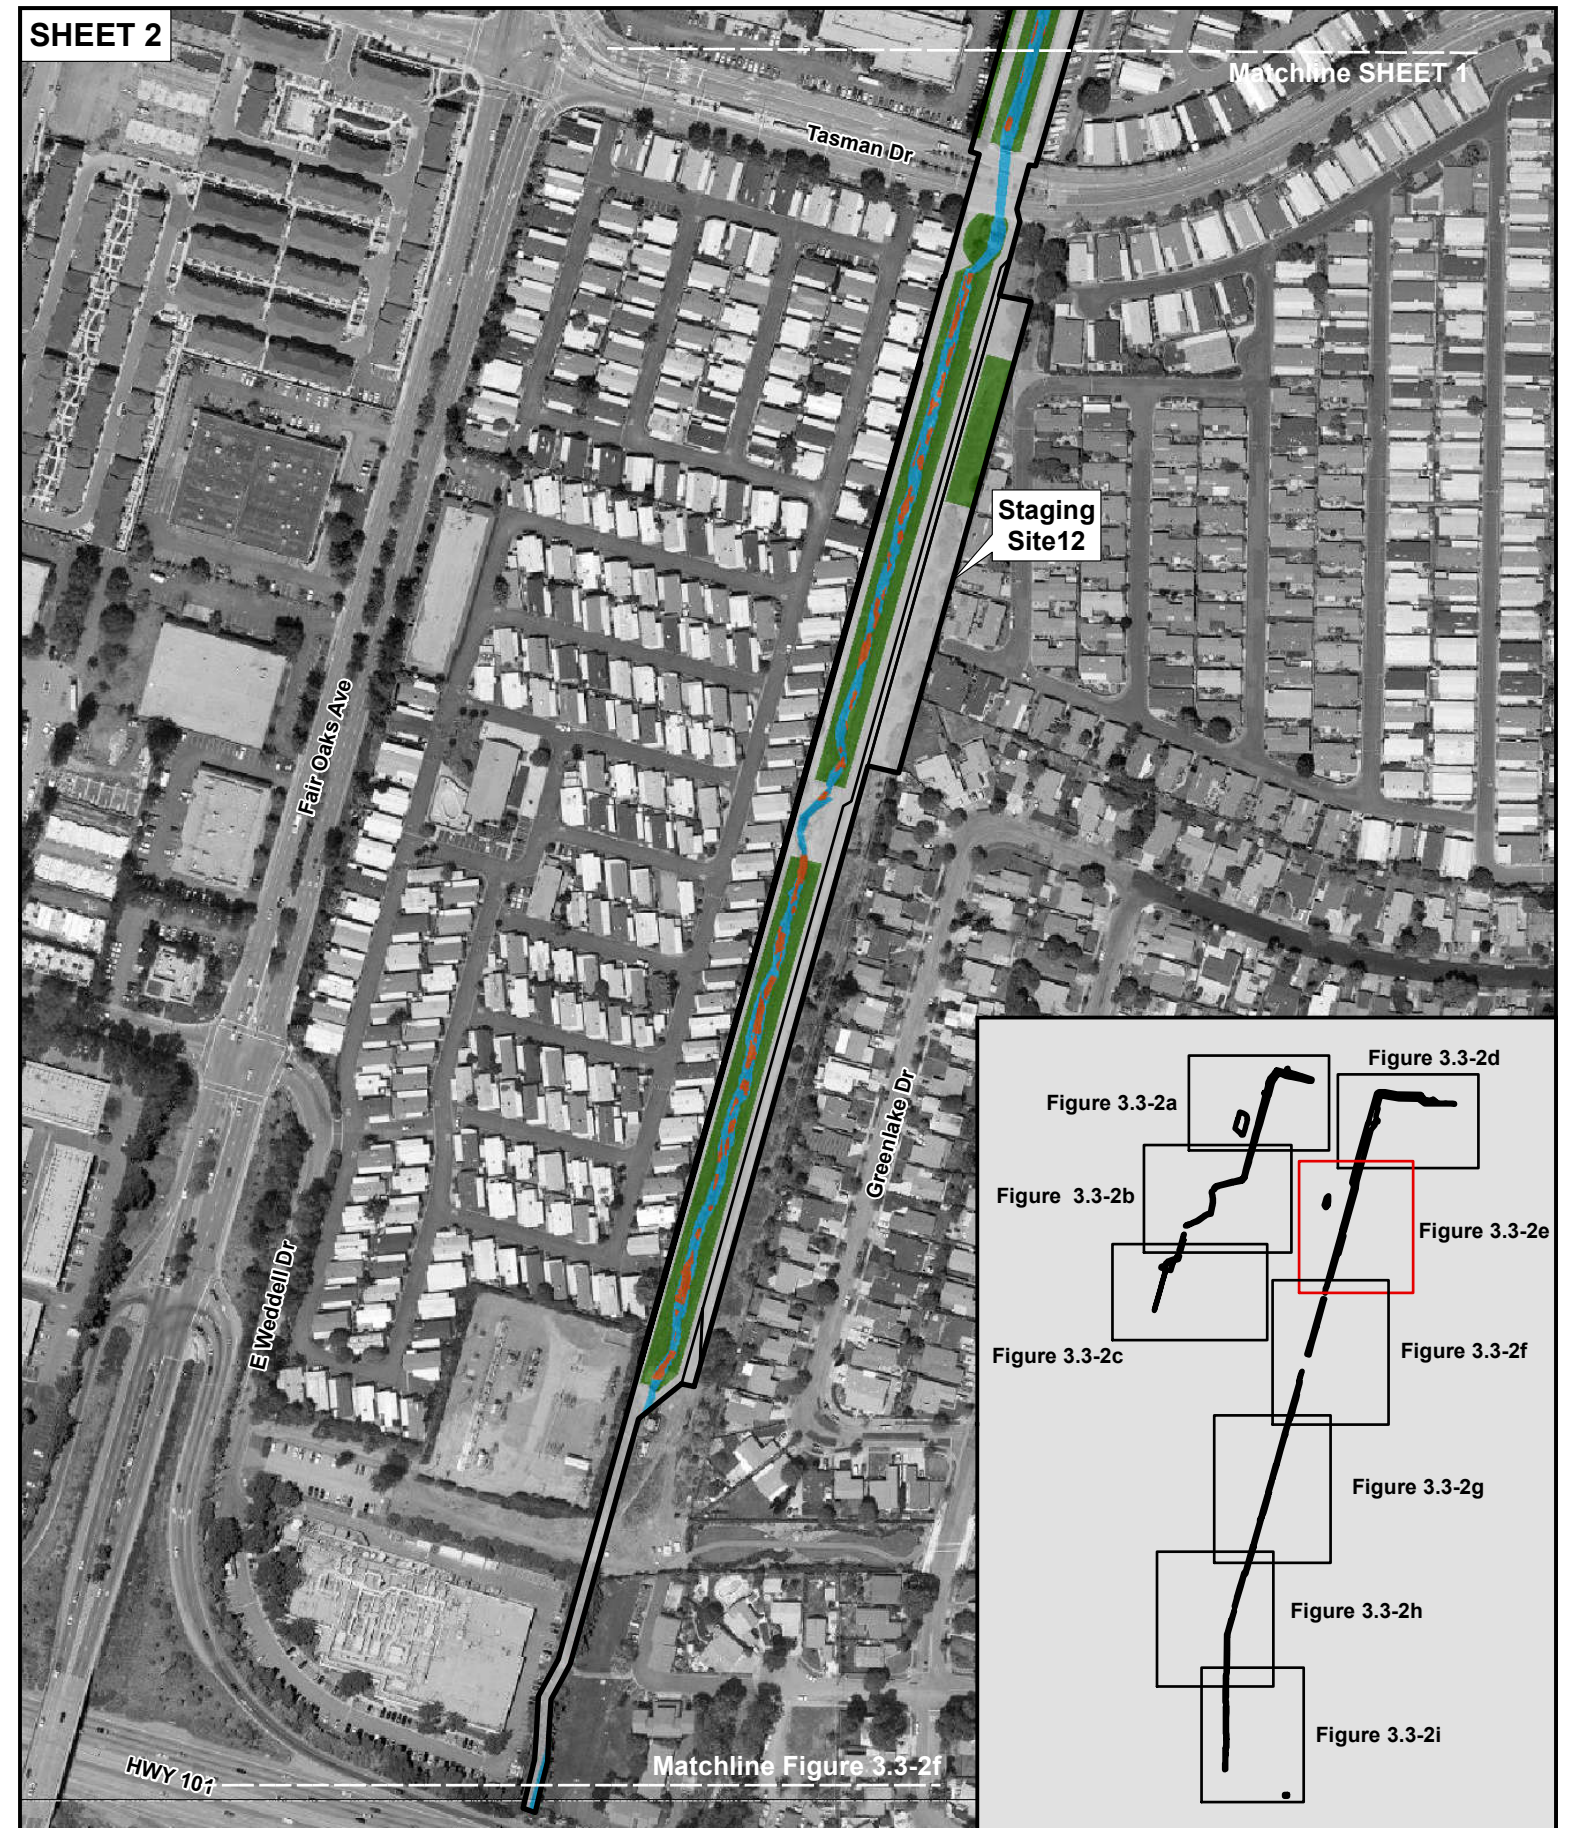 SHEET 2
Matchline SHEET 1
Tasman Dr
Staging
Site12
Fair Oaks Ave
Greenlake Dr
E Weddell Dr
HWY 101
Matchline Figure 3.3-2f
Figure 3.3-2d
Figure 3.3-2a
Figure 3.3-2b
Figure 3.3-2e
Figure 3.3-2c
Figure 3.3-2f
Figure 3.3-2g
Figure 3.3-2h
Figure 3.3-2i